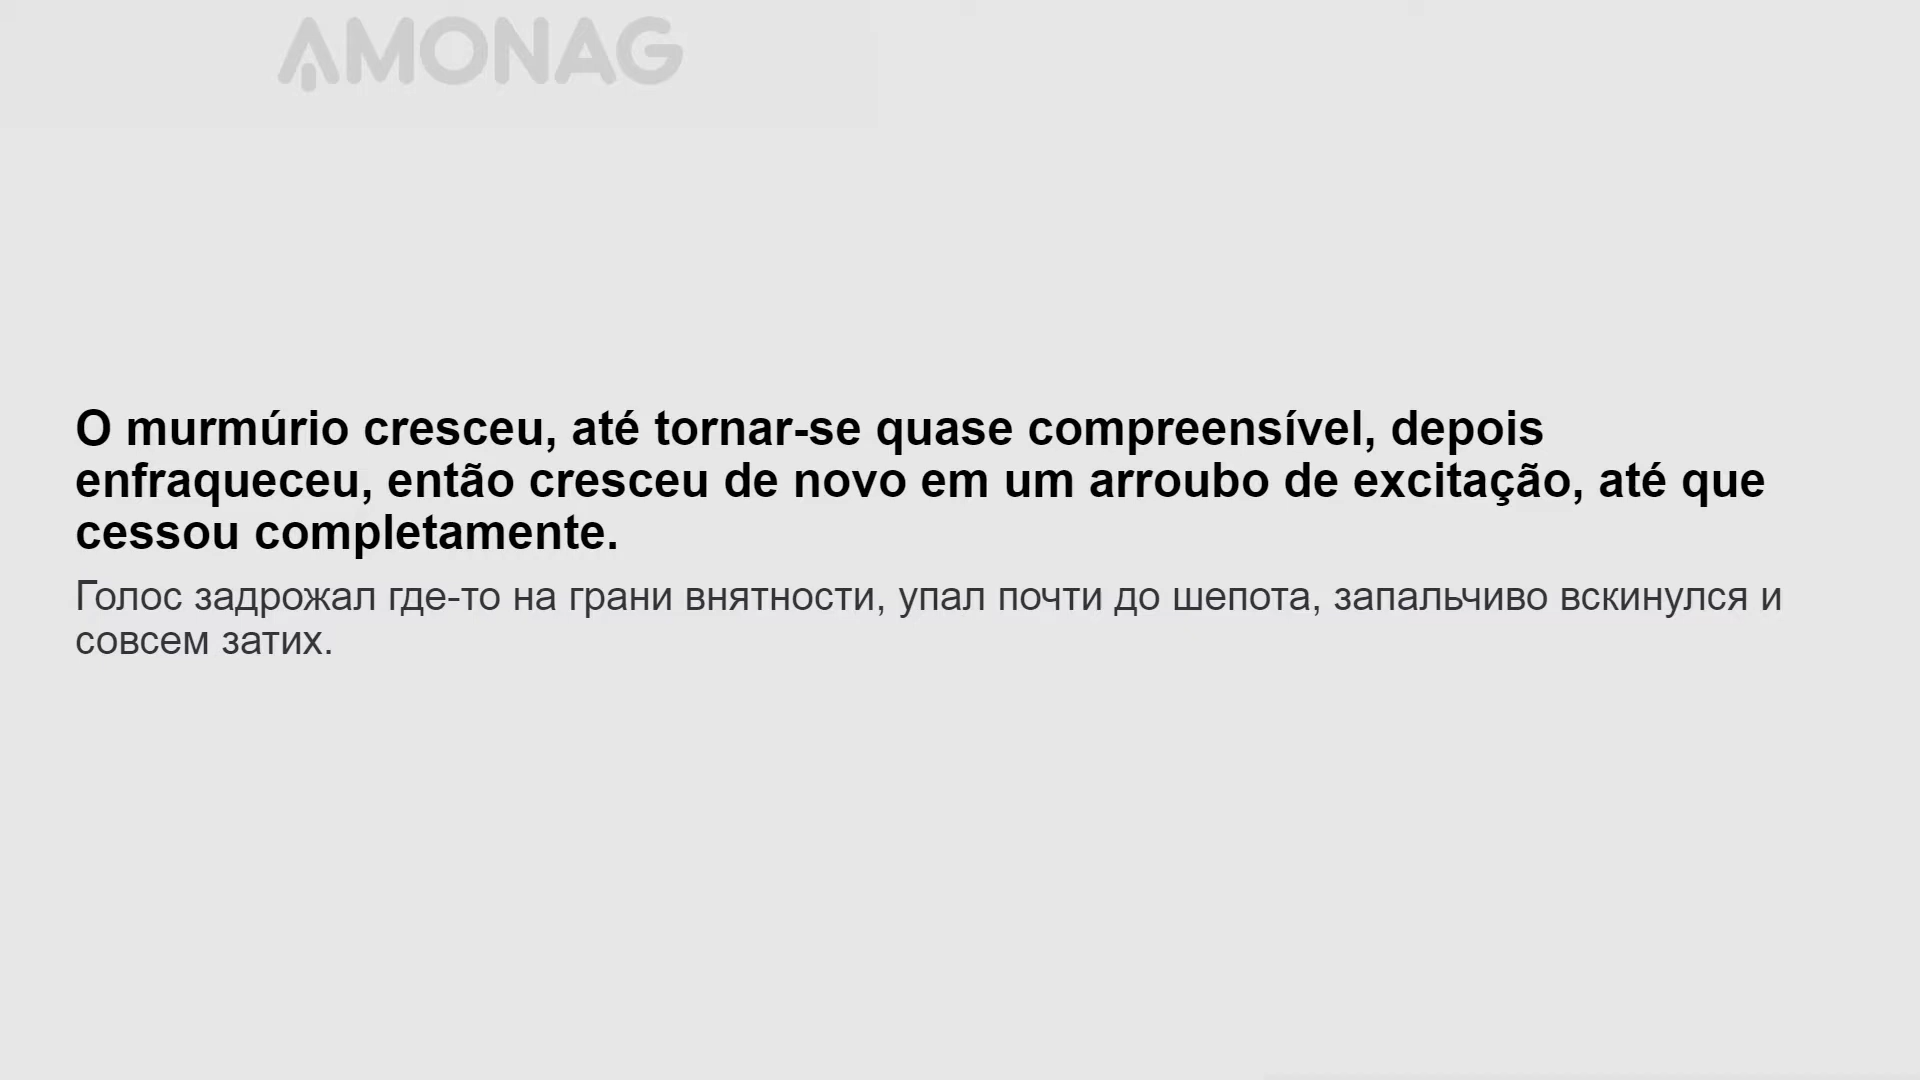 AMONAG
O murmúrio cresceu, até tornar-se quase compreensível, depois
enfraqueceu, então cresceu de novo em um arroubo de excitação, até que
cessou completamente.
Голос задрожал где-то на грани внятности, упал почти до шепота, запальчиво вскинулся и
совсем затих.